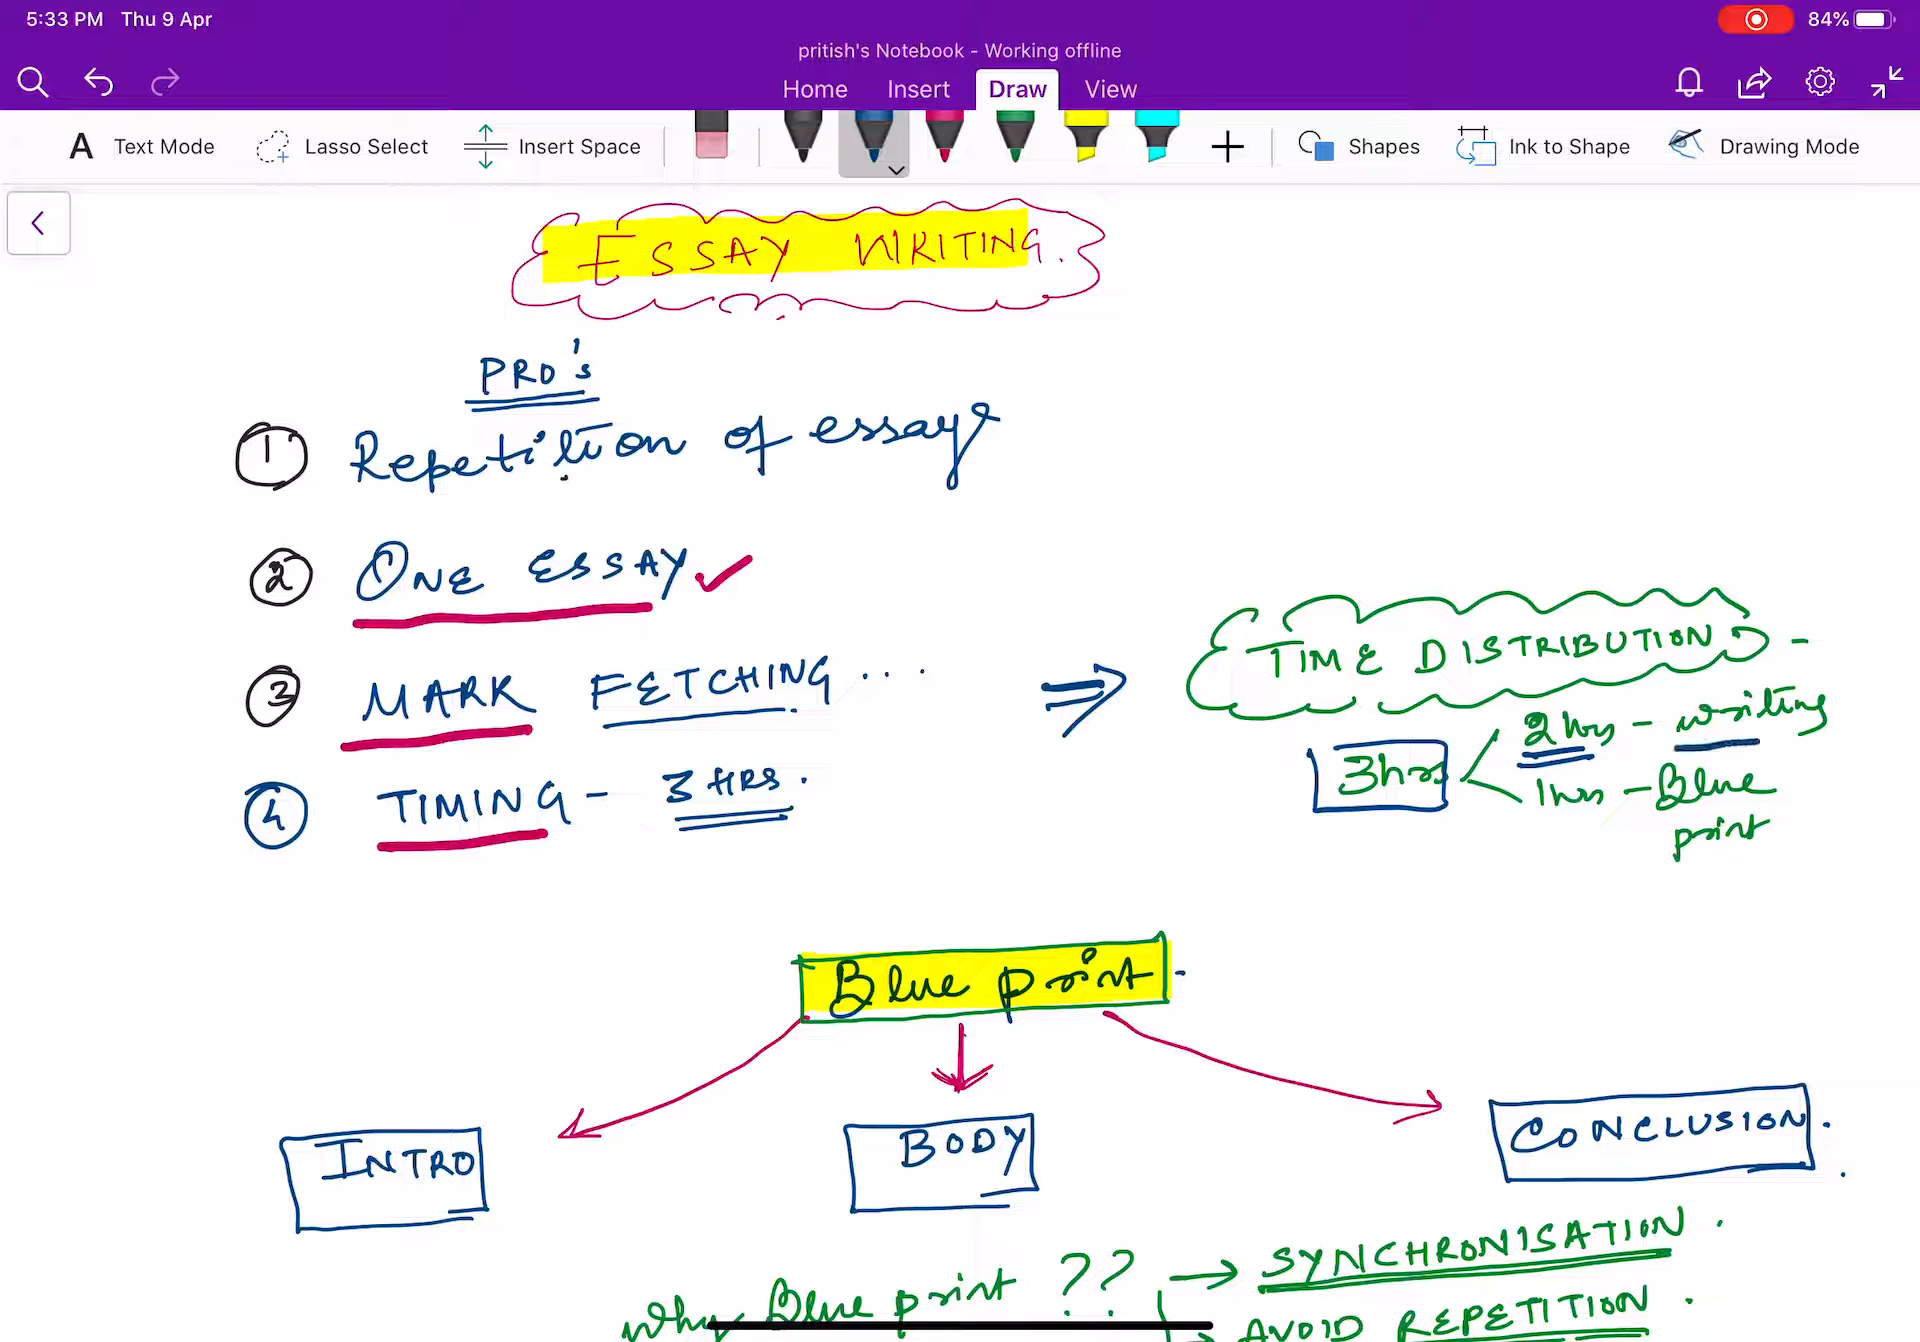 5:33 PM Thu 9 Apr
84%
pritish's Notebook - Working offline
Home Insert Draw View
A Text Mode Lasso Select Insert Space Shapes Ink to Shape Drawing Mode
ESSAY WRITING.
PRO's
1 Repetition of essays
2 ONE ESSAY
3 MARK FETCHING ...
4 TIMING - 3 HRS.
TIME DISTRIBUTION -
3hrs
2 hrs - writing
1 hrs - Blue
print
Blue print
INTRO
BODY
CONCLUSION.
why Blue print ??
SYNCHRONISATION.
AVOID REPETITION.